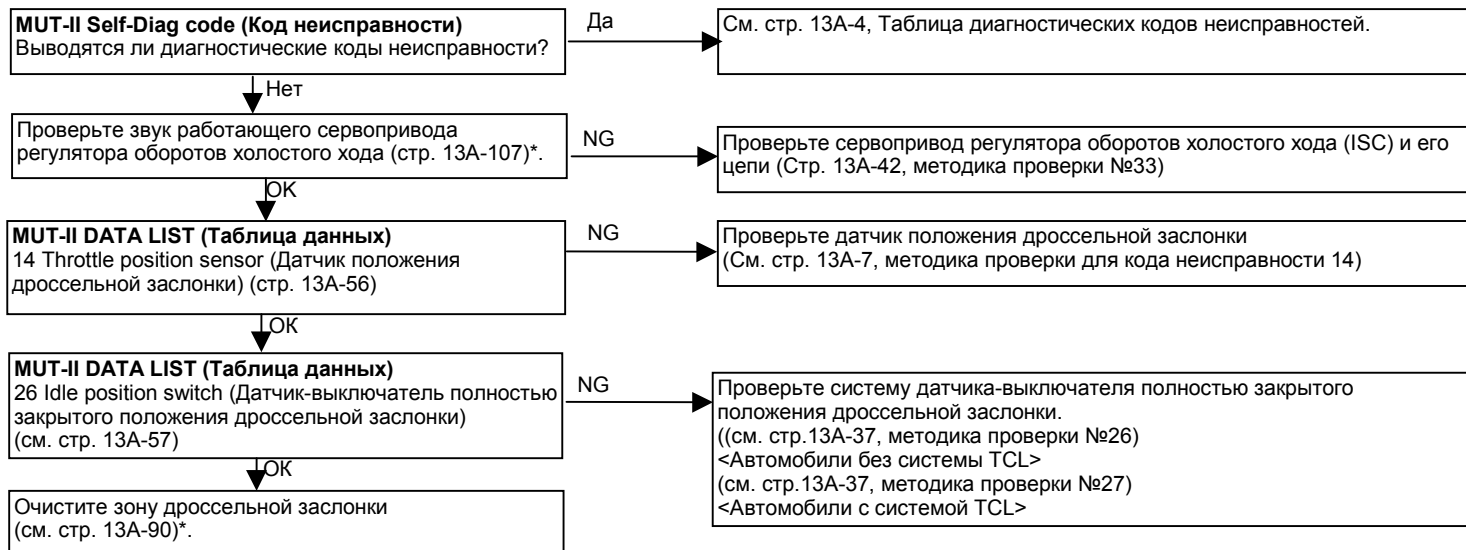 MUT-II Self-Diag code (Код неисправности)
Выводятся ли диагностические коды неисправности?
Да
См. стр. 13А-4, Таблица диагностических кодов неисправностей.
Нет
Проверьте звук работающего сервопривода
регулятора оборотов холостого хода (стр. 13А-107)*.
NG
Проверьте сервопривод регулятора оборотов холостого хода (ISC) и его
цепи (Стр. 13А-42, методика проверки №33)
OK
MUT-II DATA LIST (Таблица данных)
14 Throttle position sensor (Датчик положения
дроссельной заслонки) (стр. 13А-56)
NG
Проверьте датчик положения дроссельной заслонки
(См. стр. 13А-7, методика проверки для кода неисправности 14)
ОК
MUT-II DATA LIST (Таблица данных)
26 Idle position switch (Датчик-выключатель полностью
закрытого положения дроссельной заслонки)
(см. стр. 13А-57)
NG
Проверьте систему датчика-выключателя полностью закрытого
положения дроссельной заслонки.
((см. стр.13А-37, методика проверки №26)
<Автомобили без системы TCL>
(см. стр.13А-37, методика проверки №27)
<Автомобили с системой TCL>
ОК
Очистите зону дроссельной заслонки
(см. стр. 13А-90)*.